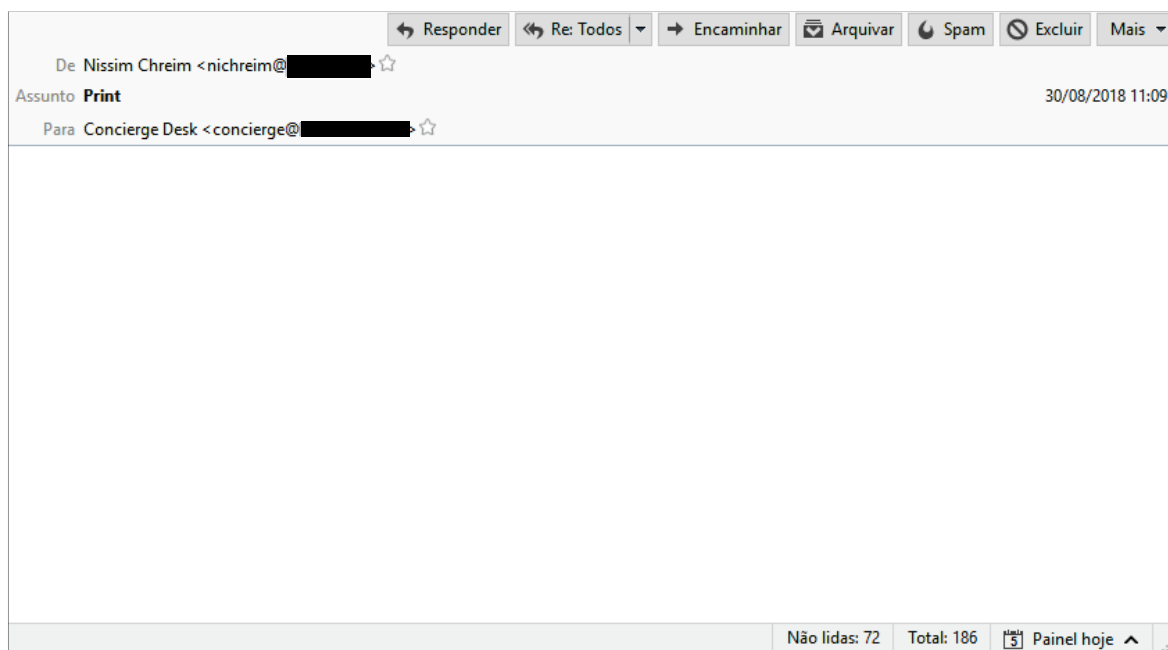 Responder Re: Todos Encaminhar Arquivar Spam Excluir Mais
De Nissim Chreim <nichreim@ >
Assunto Print 30/08/2018 11:09
Para Concierge Desk <concierge@ >
Não lidas: 72 Total: 186 5 Painel hoje